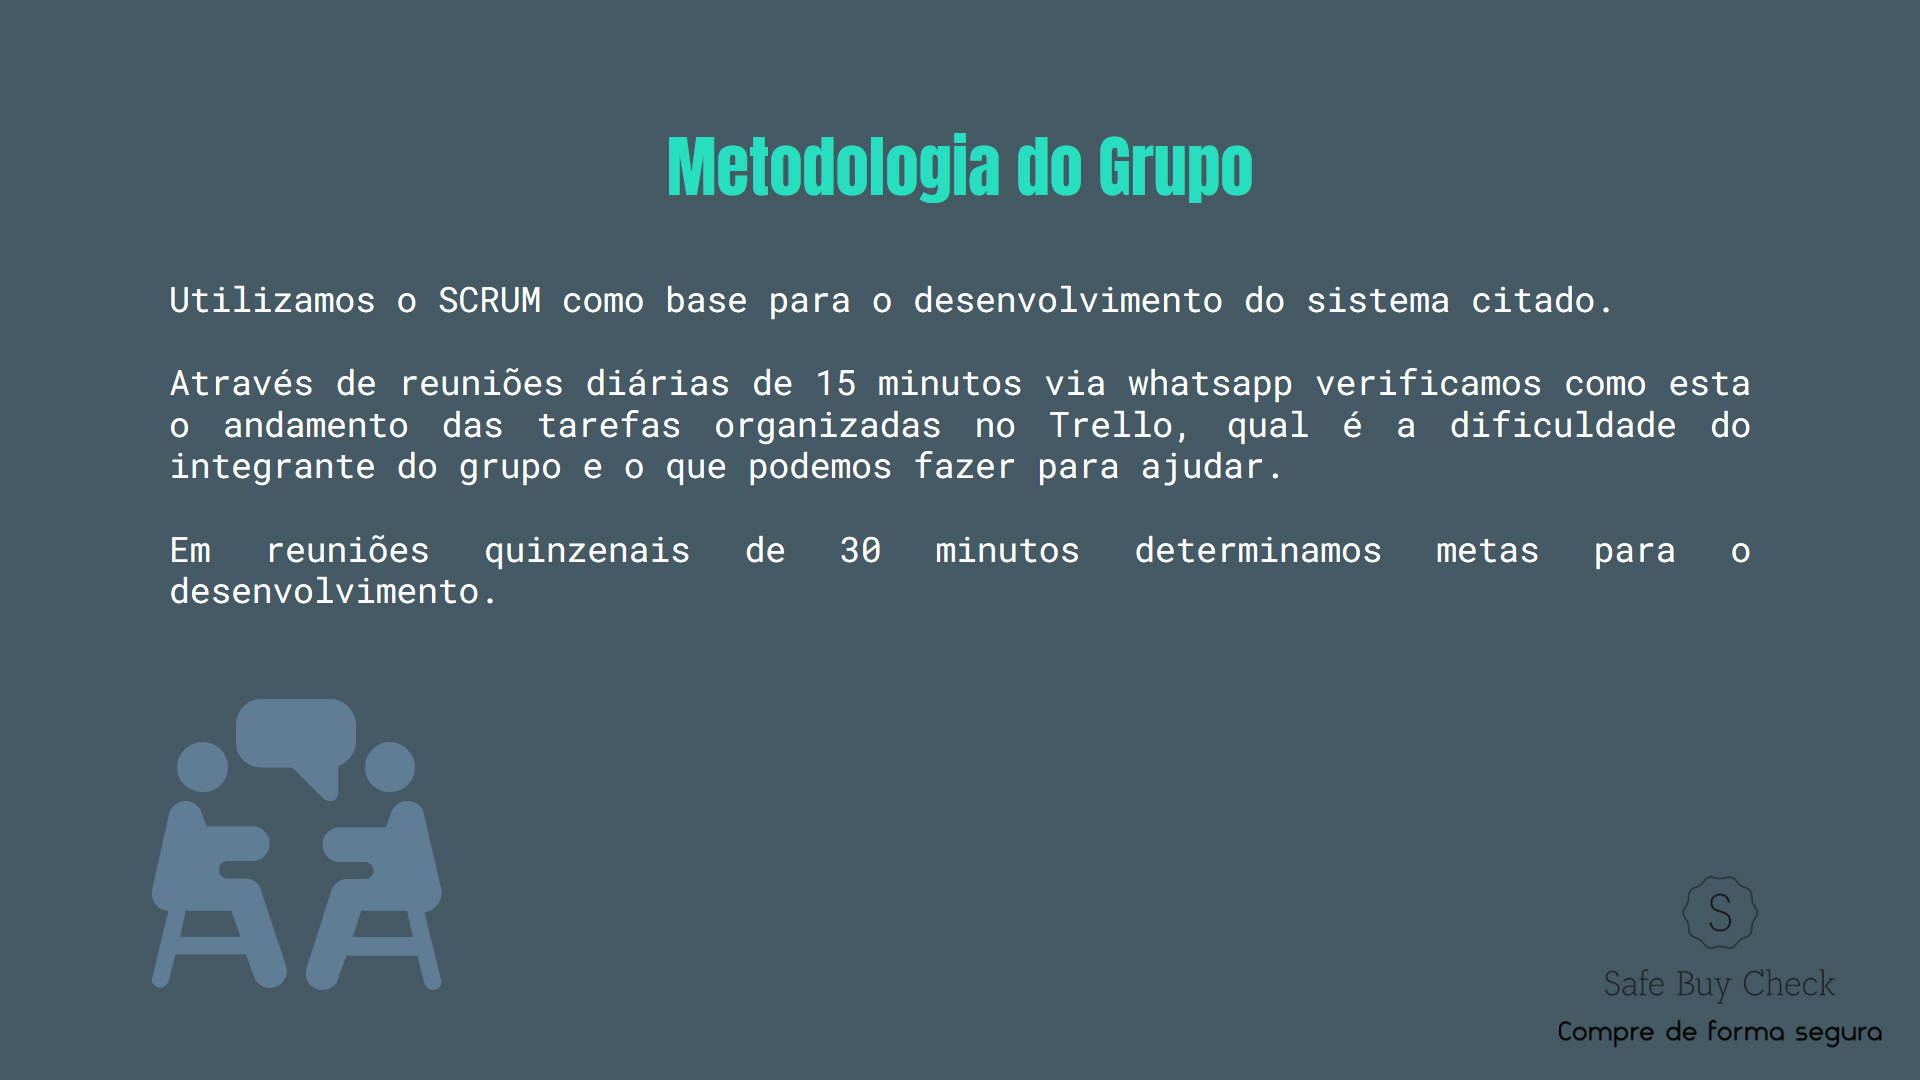 Metodologia do Grupo
Utilizamos o SCRUM como base para o desenvolvimento do sistema citado.
Através de reuniões diárias de 15 minutos via whatsapp verificamos como esta
o andamento das tarefas organizadas no Trello, qual é a dificuldade do
integrante do grupo e o que podemos fazer para ajudar.
Em reuniões quinzenais de 30 minutos determinamos metas para o
desenvolvimento.
S
Safe Buy Check
Compre de forma segura